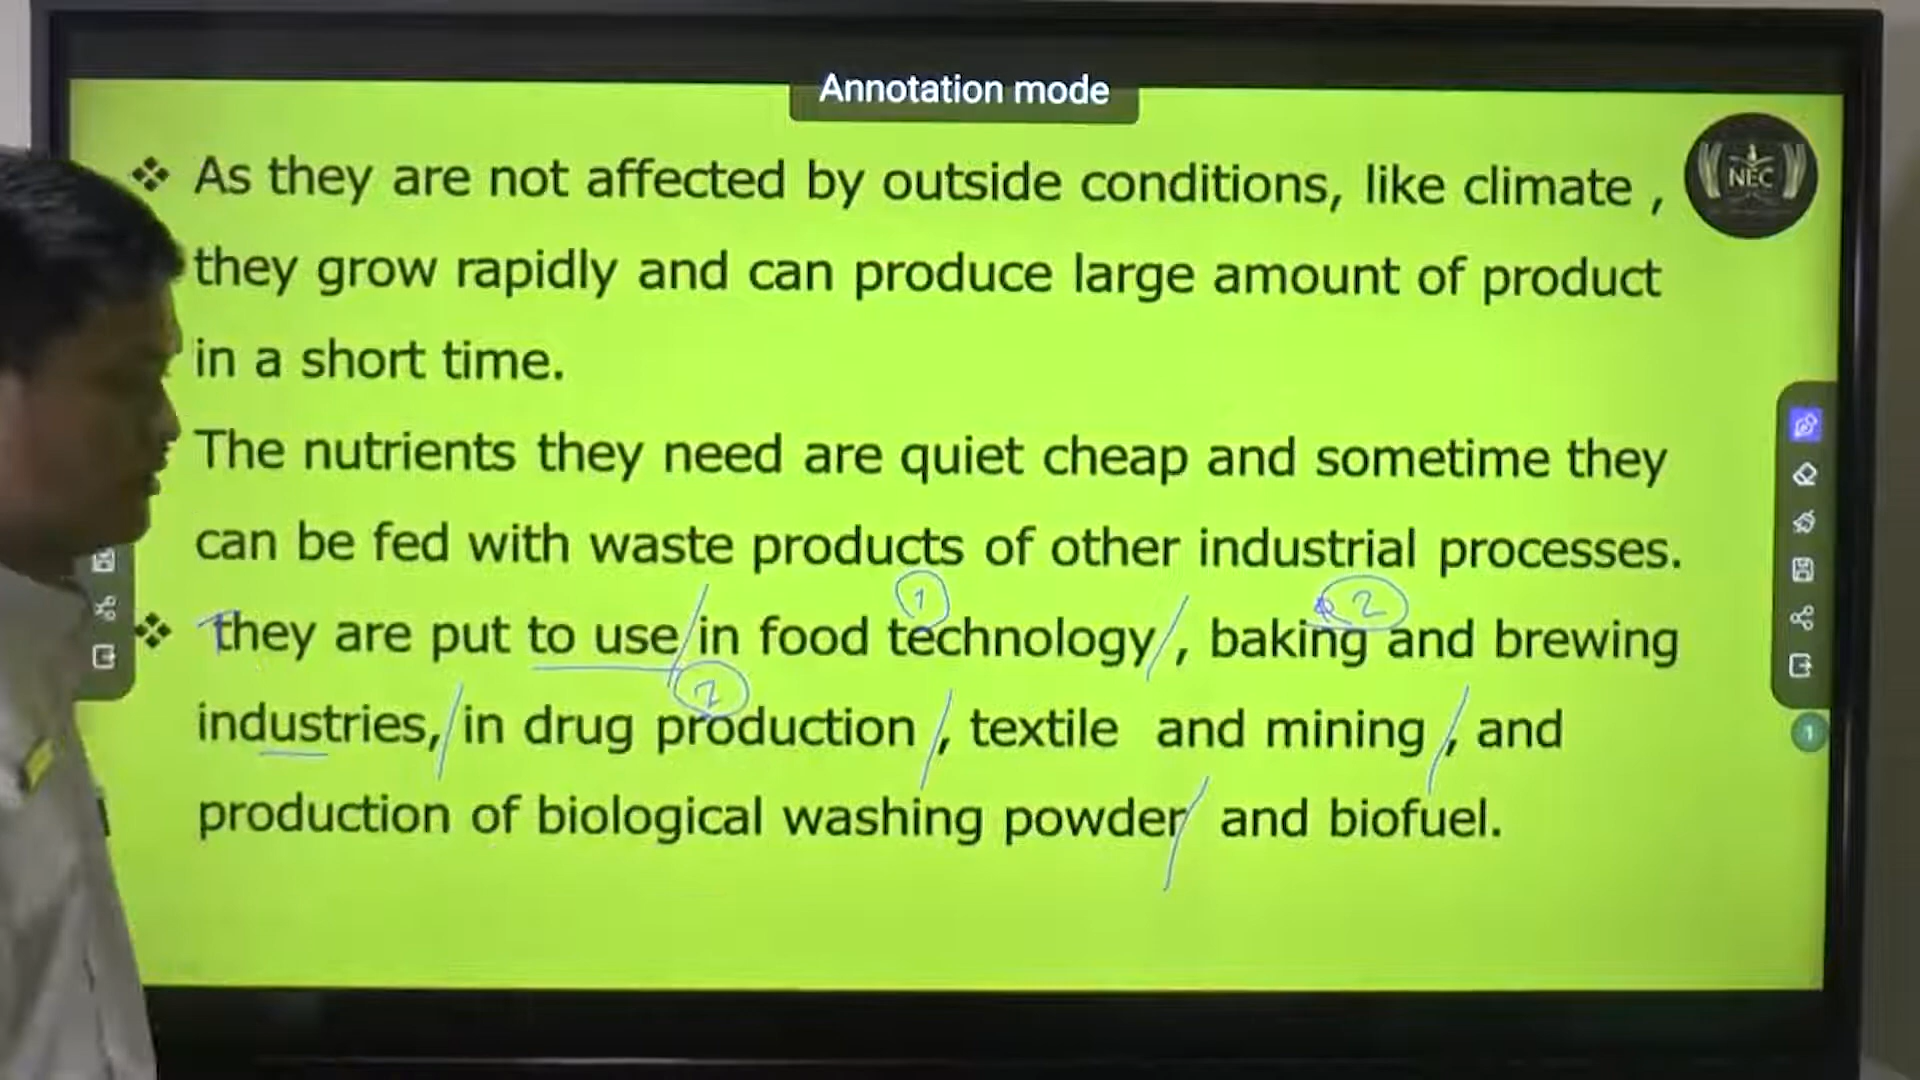 Annotation mode
❖ As they are not affected by outside conditions, like climate ,
NEC
they grow rapidly and can produce large amount of product
in a short time.
The nutrients they need are quiet cheap and sometime they
can be fed with waste products of other industrial processes.
1
2
❖ they are put to use in food technology , baking and brewing
2
industries, in drug production , textile and mining , and
1
production of biological washing powder and biofuel.